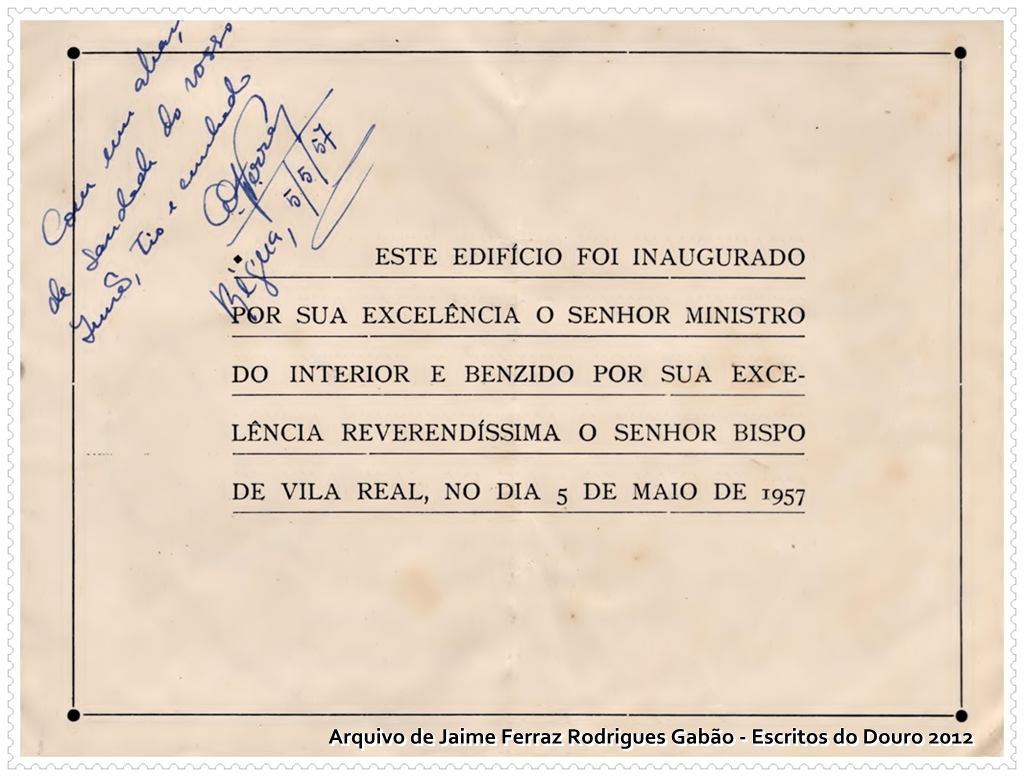 Com um abraço
de saudade do vosso
Irmão, Tio e cunhado
Régua, 5/5/57
ESTE EDIFÍCIO FOI INAUGURADO
POR SUA EXCELÊNCIA O SENHOR MINISTRO
DO INTERIOR E BENZIDO POR SUA EXCE-
LÊNCIA REVERENDÍSSIMA O SENHOR BISPO
DE VILA REAL, NO DIA 5 DE MAIO DE 1957
Arquivo de Jaime Ferraz Rodrigues Gabão - Escritos do Douro 2012